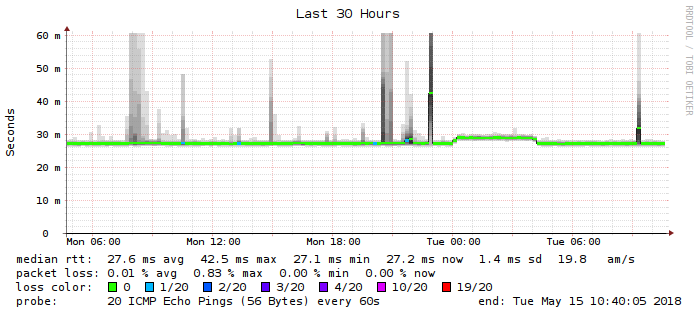 Last 30 Hours
RRDTOOL / TOBI OETIKER
Seconds
60 m
50 m
40 m
30 m
20 m
10 m
0
Mon 06:00 Mon 12:00 Mon 18:00 Tue 00:00 Tue 06:00
median rtt: 27.6 ms avg 42.5 ms max 27.1 ms min 27.2 ms now 1.4 ms sd 19.8 am/s
packet loss: 0.01 % avg 0.83 % max 0.00 % min 0.00 % now
loss color: 0 1/20 2/20 3/20 4/20 10/20 19/20
probe: 20 ICMP Echo Pings (56 Bytes) every 60s end: Tue May 15 10:40:05 2018